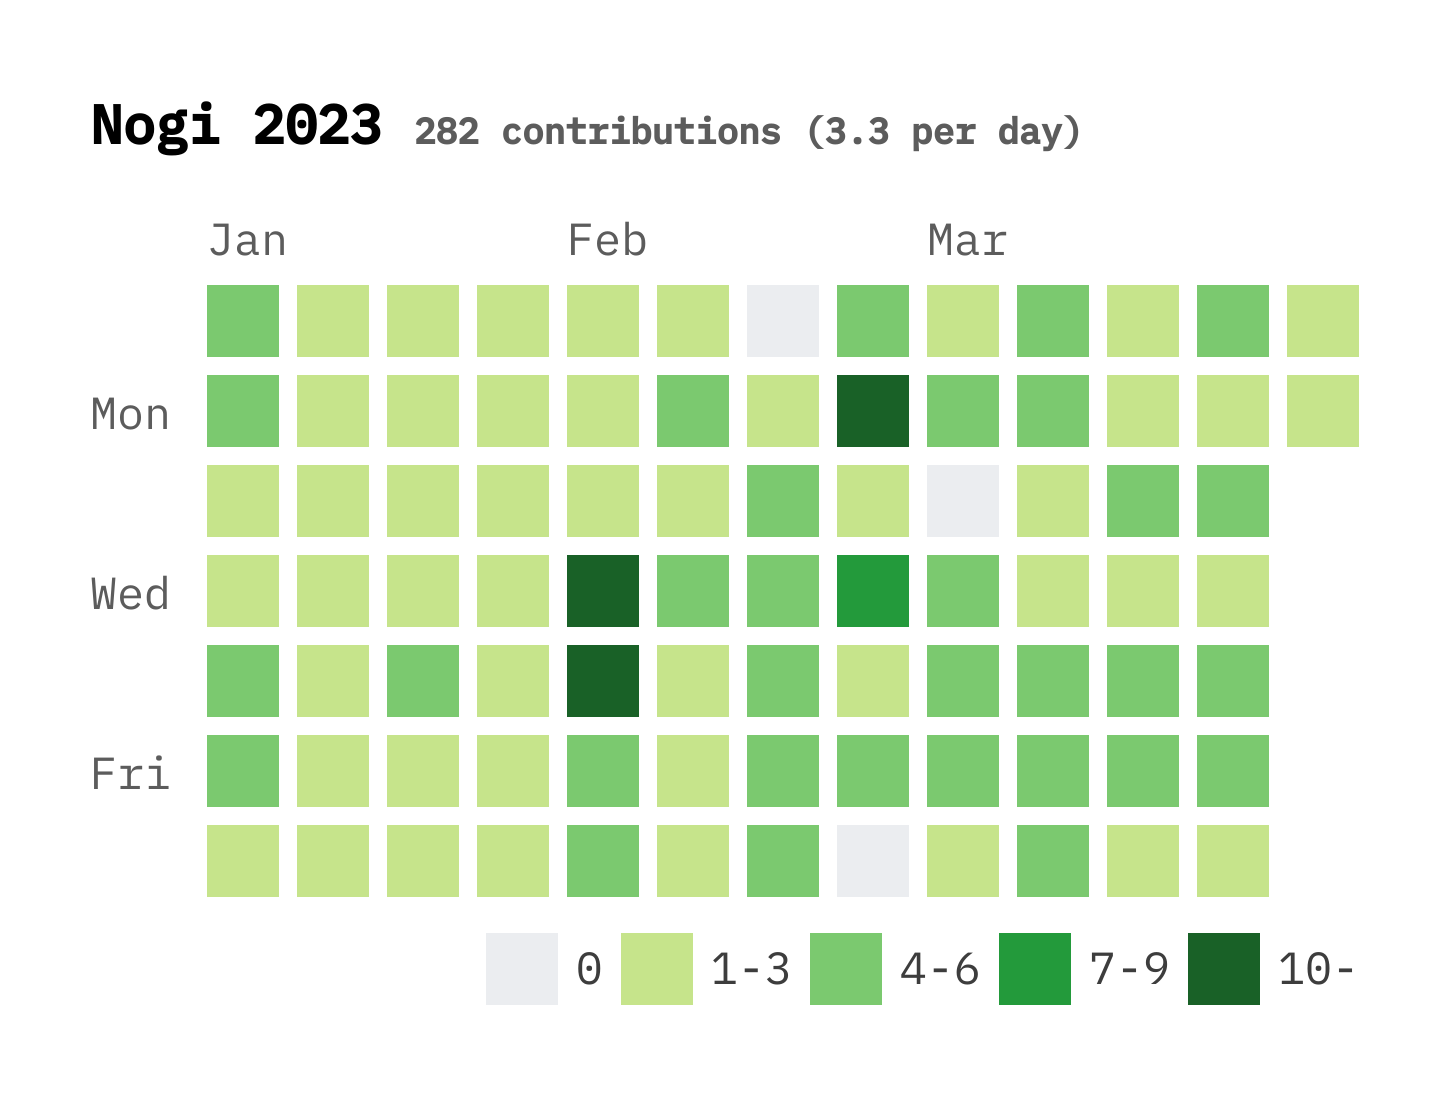 Nogi 2023 282 contributions (3.3 per day)
Jan Feb Mar
Mon
Wed
Fri
0 1-3 4-6 7-9 10-